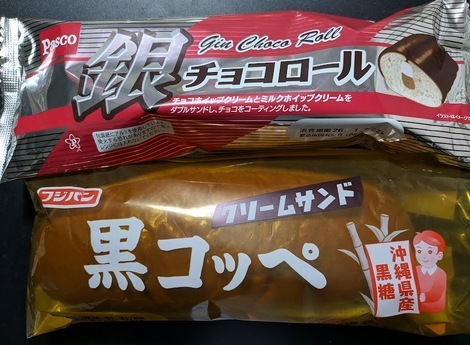 Pasco
Gin Choco Roll
銀チョコロール
チョコホイップクリームとミルクホイップクリームを
ダブルサンドし、チョコをコーティングしました。
フジパン
クリームサンド
黒コッペ
沖縄県産
黒糖